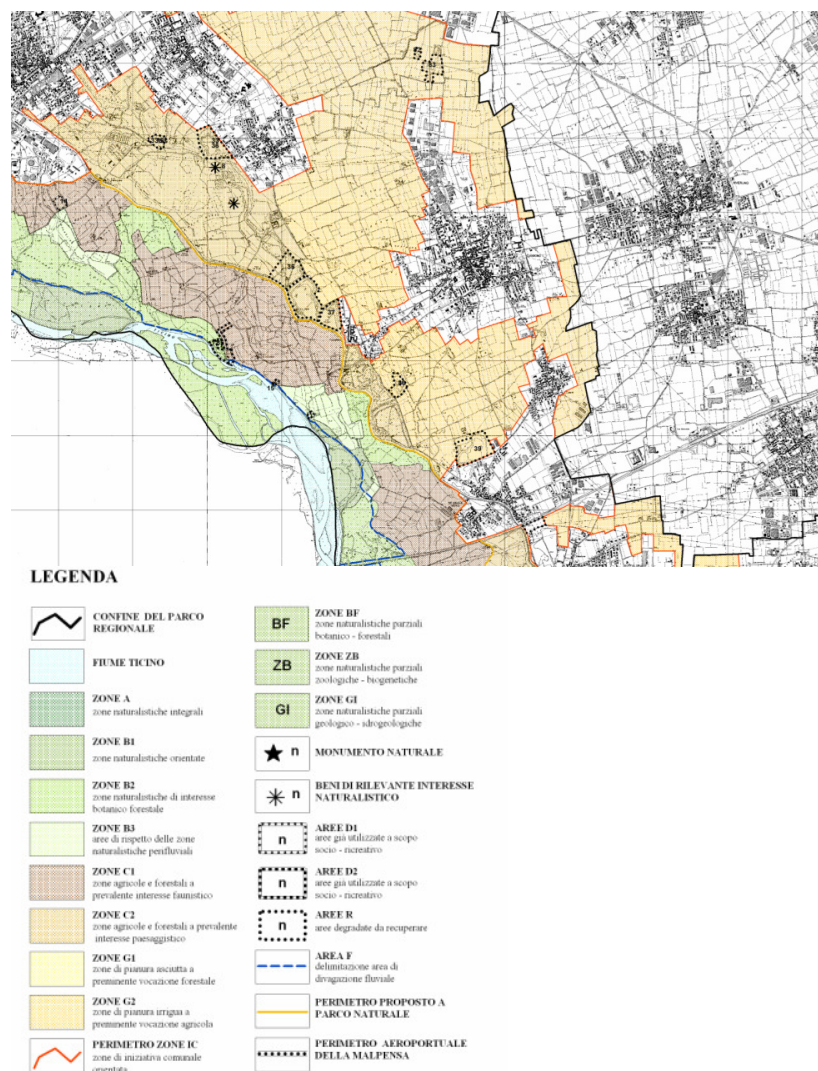 39
37
LEGENDA
CONFINE DEL PARCO
REGIONALE
FIUME TICINO
ZONE A
zone naturalistiche integrali
ZONE B1
zone naturalistiche orientate
ZONE B2
zone naturalistiche di interesse
botanico forestale
ZONE B3
aree di rispetto delle zone
naturalistiche perifluviali
ZONE C1
zone agricole e forestali a
prevalente interesse faunistico
ZONE C2
zone agricole e forestali a prevalente
interesse paesaggistico
ZONE G1
zone di pianura asciutta a
preminente vocazione forestale
ZONE G2
zone di pianura irrigua a
preminente vocazione agricola
PERIMETRO ZONE IC
zone di iniziativa comunale
orientata
BF
ZONE BF
zone naturalistiche parziali
botanico - forestali
ZB
ZONE ZB
zone naturalistiche parziali
zoologiche - biogenetiche
GI
ZONE GI
zone naturalistiche parziali
geologico - idrogeologiche
n
MONUMENTO NATURALE
n
BENI DI RILEVANTE INTERESSE
NATURALISTICO
n
AREE D1
aree già utilizzate a scopo
socio - ricreativo
n
AREE D2
aree già utilizzate a scopo
socio - ricreativo
n
AREE R
aree degradate da recuperare
AREA F
delimitazione area di
divagazione fluviale
PERIMETRO PROPOSTO A
PARCO NATURALE
PERIMETRO AEROPORTUALE
DELLA MALPENSA